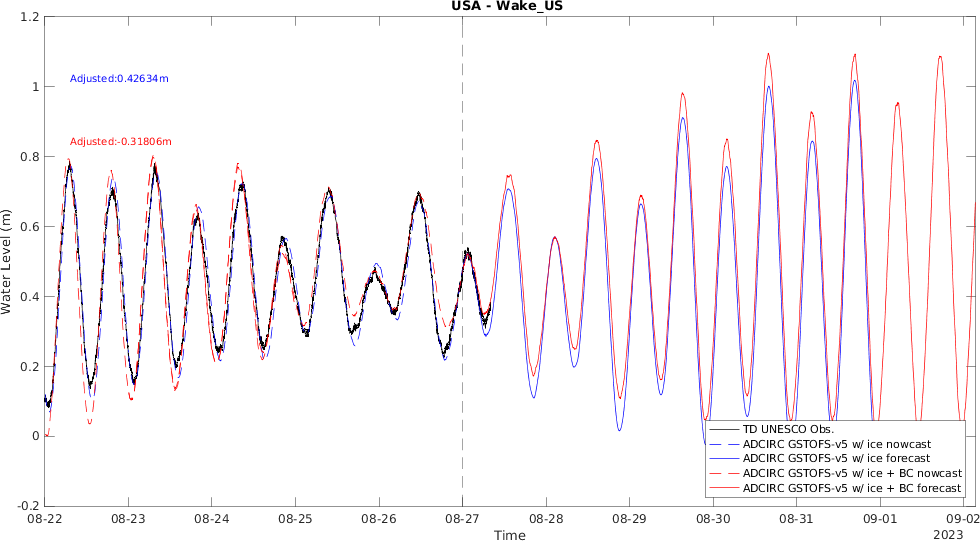 USA - Wake_US
1.2
1
0.8
0.6
0.4
0.2
0
-0.2
Water Level (m)
Adjusted:0.42634m
Adjusted:-0.31806m
TD UNESCO Obs.
ADCIRC GSTOFS-v5 w/ ice nowcast
ADCIRC GSTOFS-v5 w/ ice forecast
ADCIRC GSTOFS-v5 w/ ice + BC nowcast
ADCIRC GSTOFS-v5 w/ ice + BC forecast
08-22 08-23 08-24 08-25 08-26 08-27 08-28 08-29 08-30 08-31 09-01 09-02
Time
2023